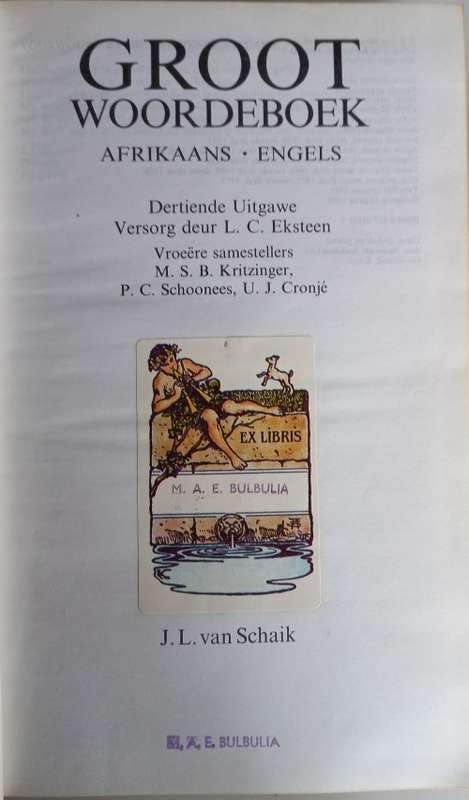 GROOT
WOORDEBOEK
AFRIKAANS · ENGELS
Dertiende Uitgawe
Versorg deur L. C. Eksteen
Vroeëre samestellers
M. S. B. Kritzinger,
P. C. Schoonees, U. J. Cronjé
EX LIBRIS
M. A. E. BULBULIA
J. L. van Schaik
M. A. E. BULBULIA